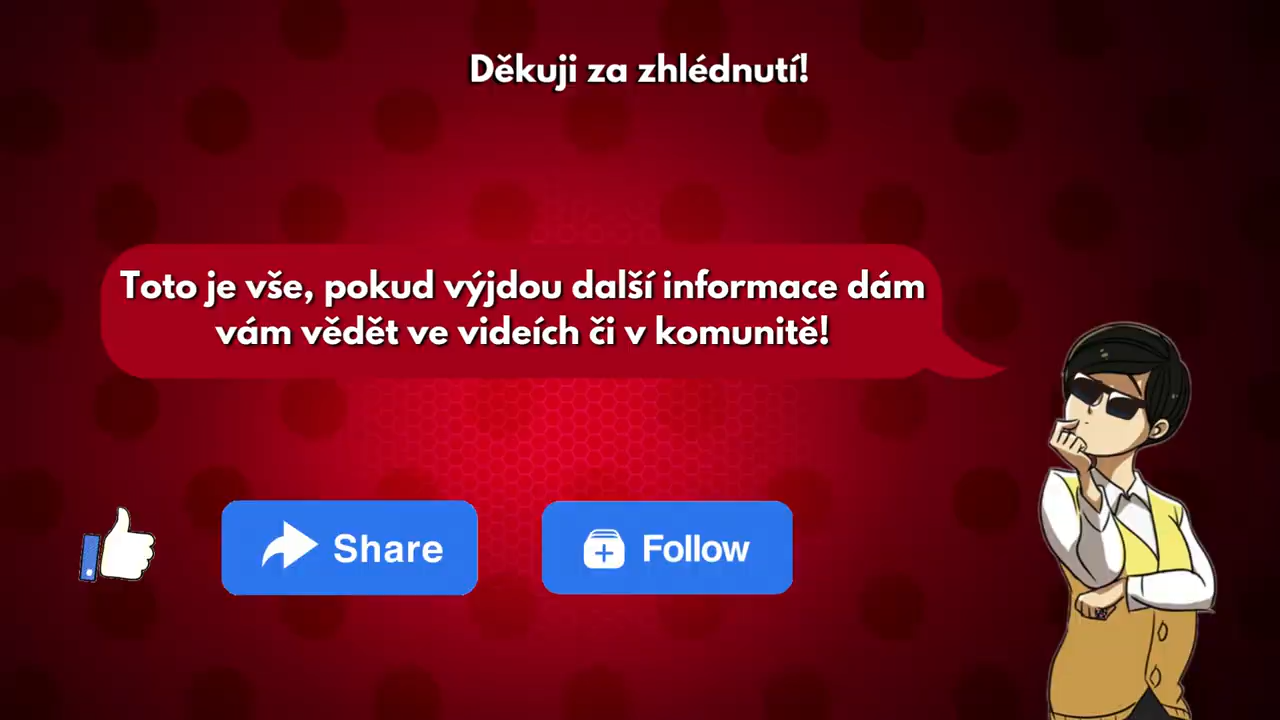 Děkuji za zhlédnutí!
Toto je vše, pokud výjdou další informace dám
vám vědět ve videích či v komunitě!
Share
Follow